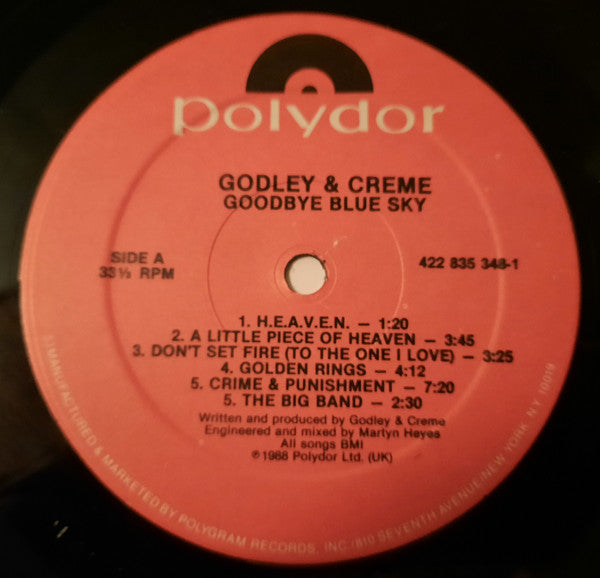 polydor
GODLEY & CREME
GOODBYE BLUE SKY
SIDE A
33⅓ RPM
422 835 348-1
1. H.E.A.V.E.N. – 1:20
2. A LITTLE PIECE OF HEAVEN – 3:45
3. DON'T SET FIRE (TO THE ONE I LOVE) – 3:25
4. GOLDEN RINGS – 4:12
5. CRIME & PUNISHMENT – 7:20
5. THE BIG BAND – 2:30
Written and produced by Godley & Creme
Engineered and mixed by Martyn Heyes
All songs BMI
℗1988 Polydor Ltd. (UK)
MANUFACTURED & MARKETED BY POLYGRAM RECORDS, INC. (810 SEVENTH AVENUE/NEW YORK, NY 10019